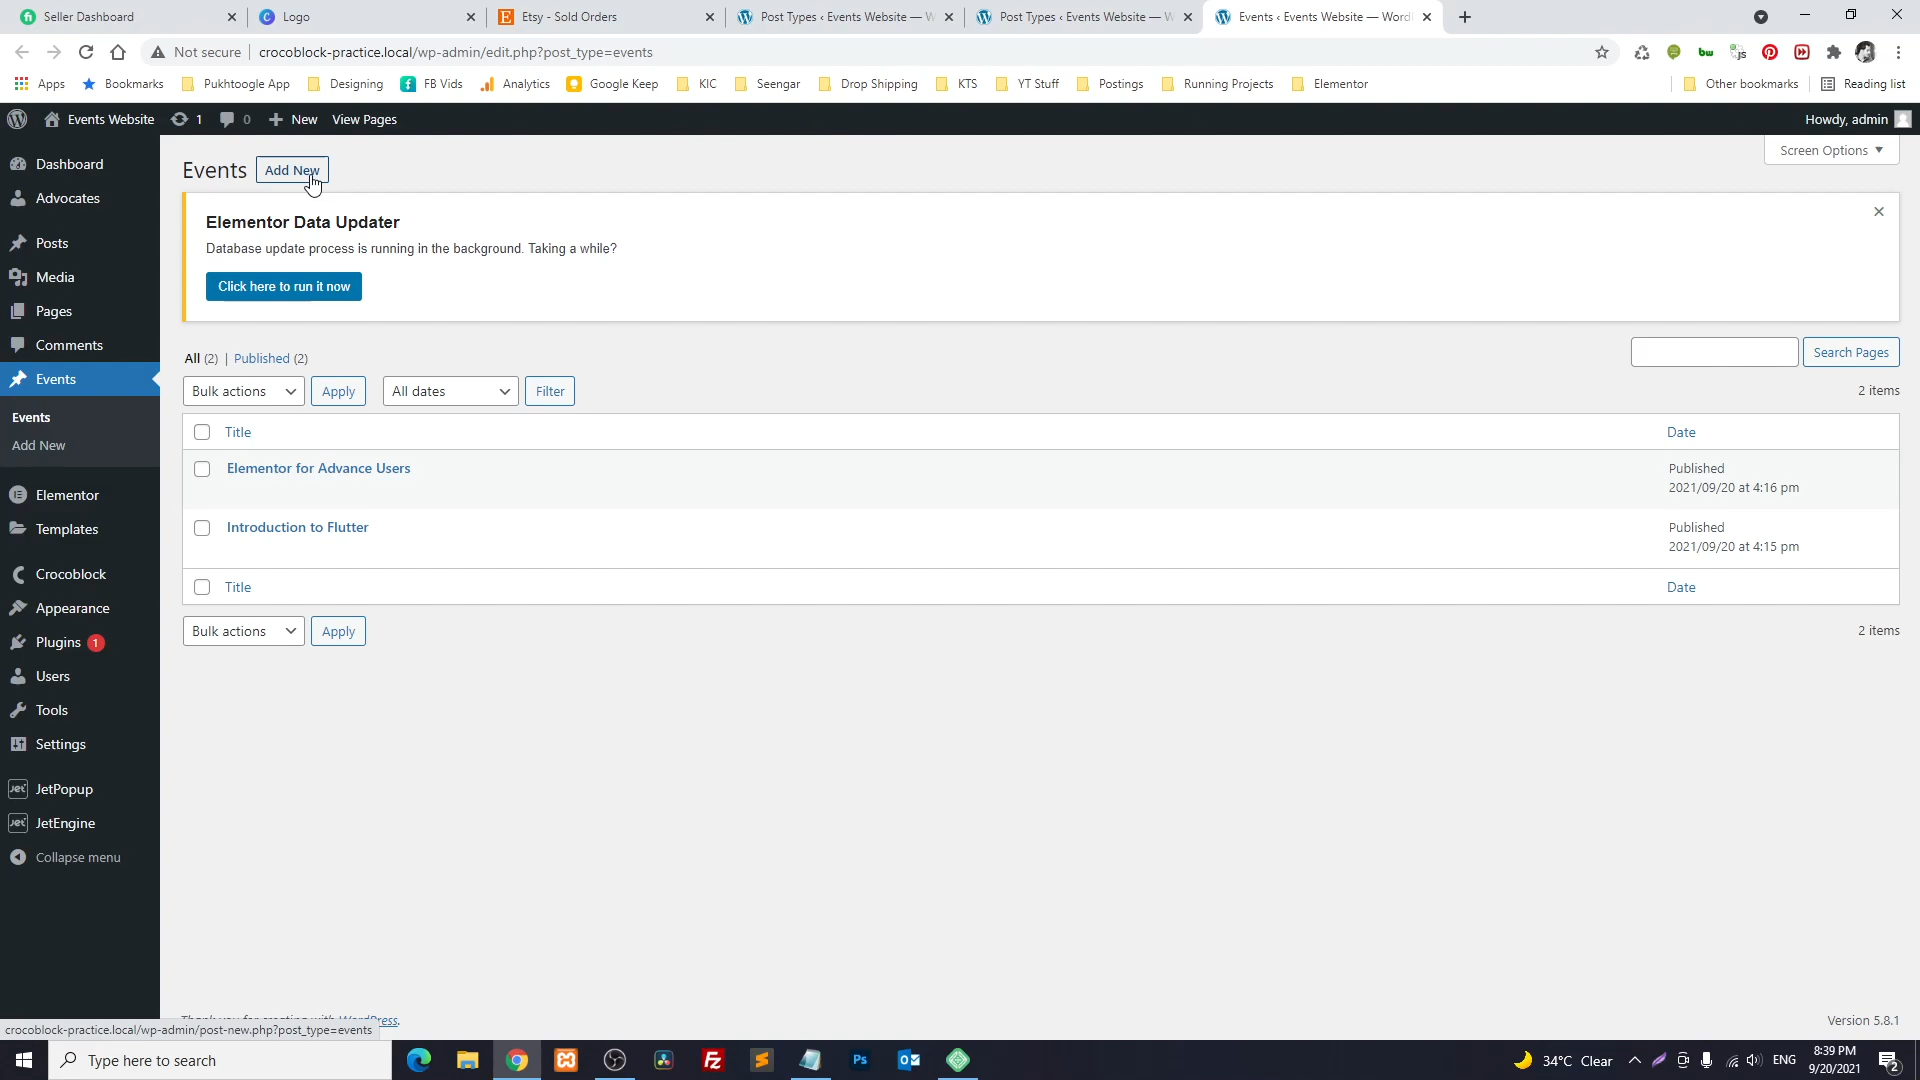 Seller Dashboard
Logo
Etsy - Sold Orders
Post Types ‹ Events Website — W
Post Types ‹ Events Website — W
Events ‹ Events Website — Word
Not secure
crocoblock-practice.local/wp-admin/edit.php?post_type=events
Apps
Bookmarks
Pukhtoogle App
Designing
FB Vids
Analytics
Google Keep
KIC
Seengar
Drop Shipping
KTS
YT Stuff
Postings
Running Projects
Elementor
Other bookmarks
Reading list
Events Website
1
0
New
View Pages
Howdy, admin
Dashboard
Advocates
Posts
Media
Pages
Comments
Events
Events
Add New
Elementor
Templates
Crocoblock
Appearance
Plugins 1
Users
Tools
Settings
JetPopup
JetEngine
Collapse menu
Screen Options
Events
Add New
Elementor Data Updater
Database update process is running in the background. Taking a while?
Click here to run it now
All (2) | Published (2)
Search Pages
Bulk actions
Apply
All dates
Filter
2 items
Title
Date
Elementor for Advance Users
Published
2021/09/20 at 4:16 pm
Introduction to Flutter
Published
2021/09/20 at 4:15 pm
Title
Date
Bulk actions
Apply
2 items
Thank you for creating with WordPress.
Version 5.8.1
crocoblock-practice.local/wp-admin/post-new.php?post_type=events
Type here to search
34°C Clear
ENG
8:39 PM
9/20/2021
2